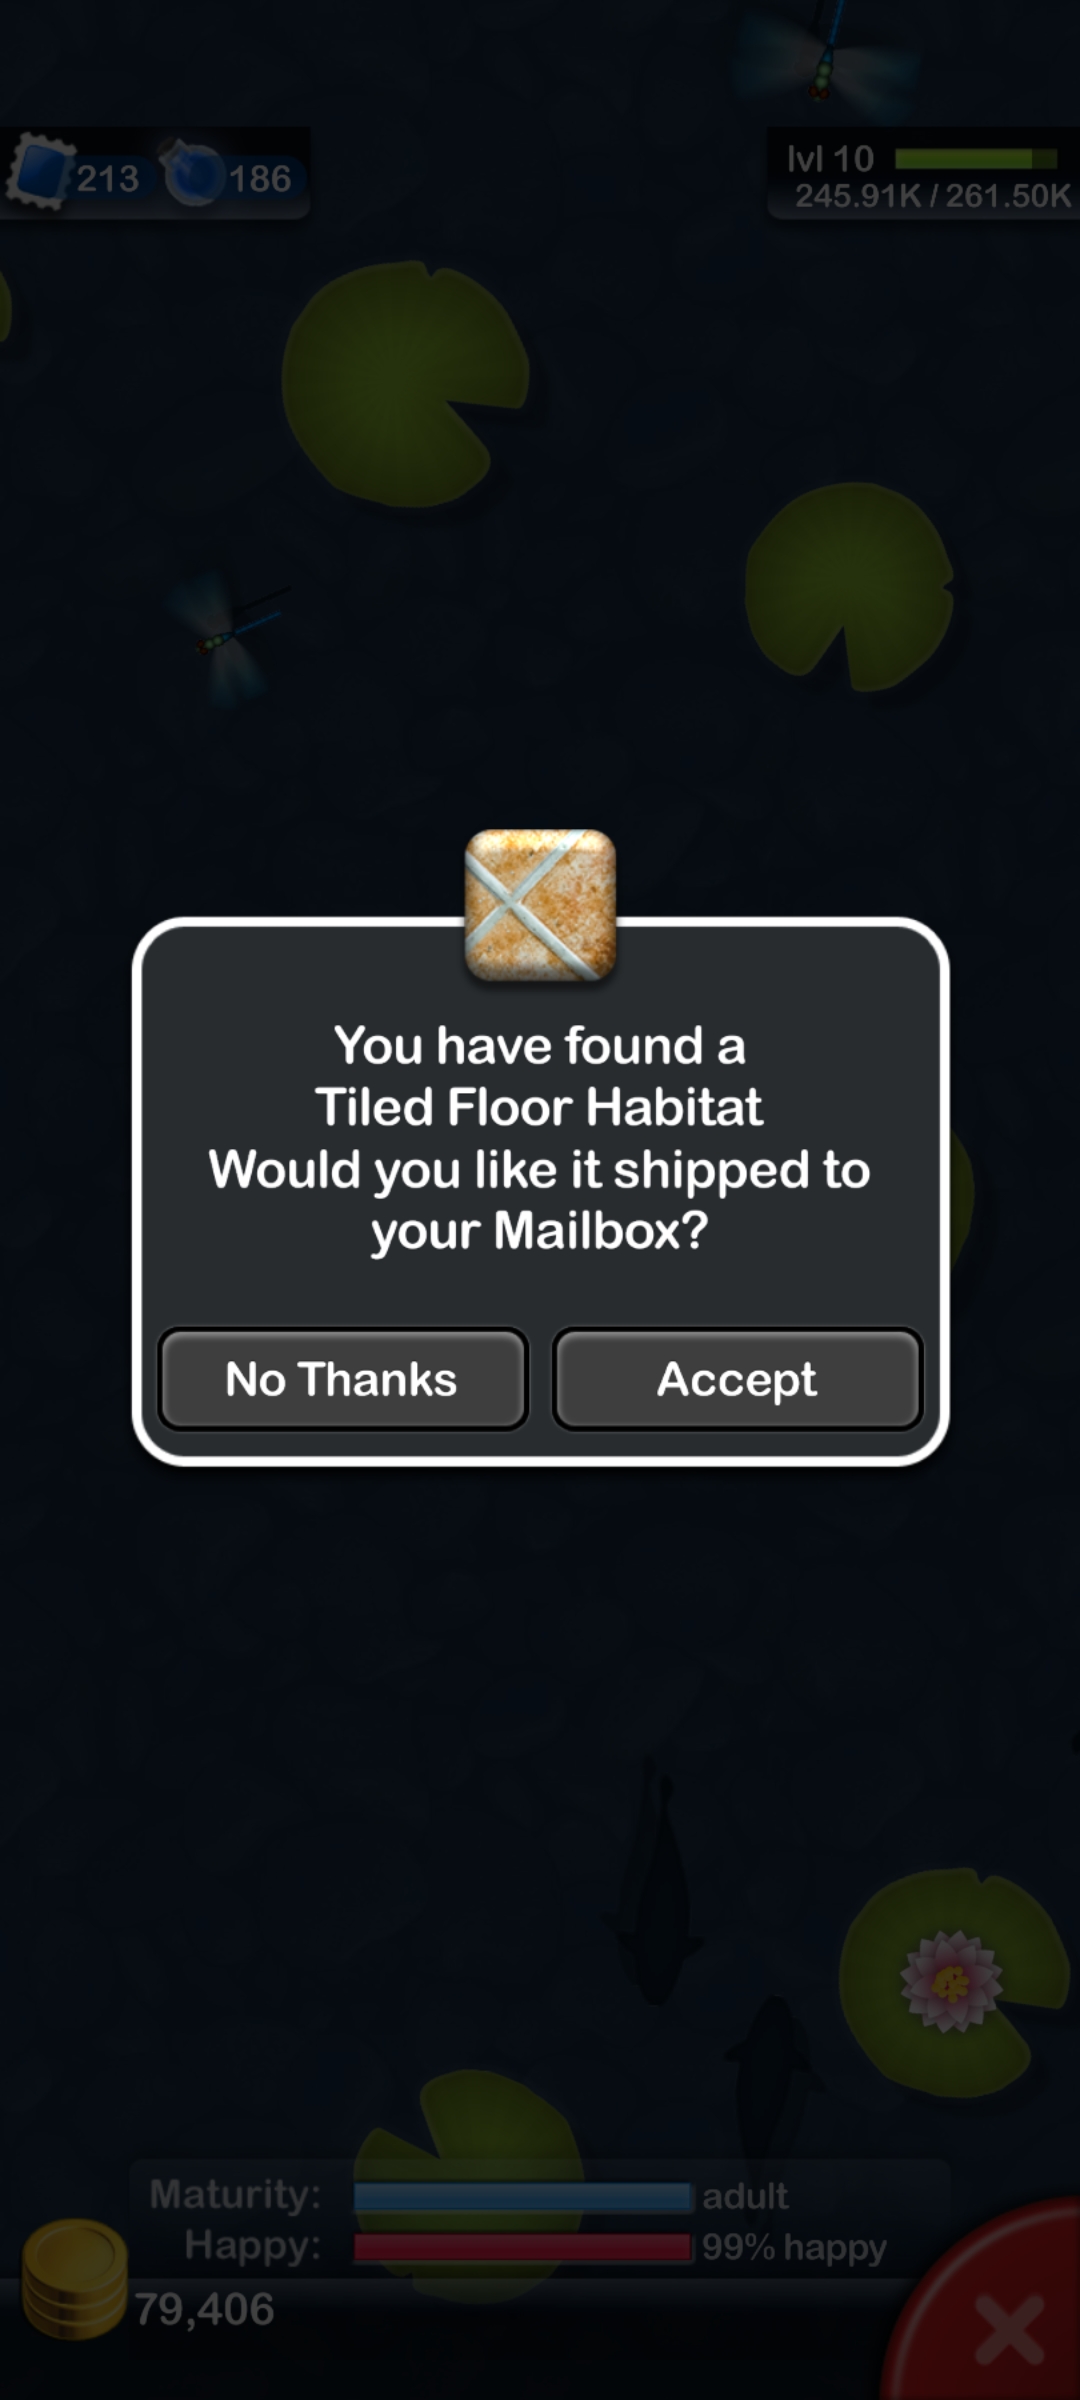 213 186
lvl 10
245.91K / 261.50K
You have found a
Tiled Floor Habitat
Would you like it shipped to
your Mailbox?
No Thanks Accept
Maturity: adult
Happy: 99% happy
79,406